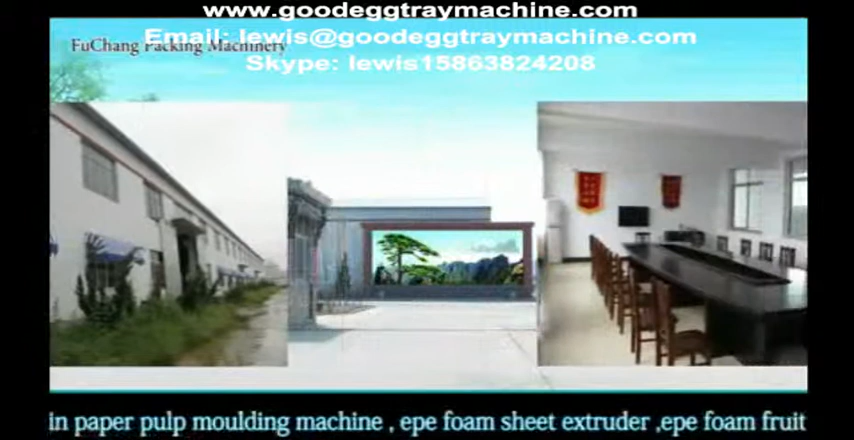 www.goodeggtraymachine.com
Email: lewis@goodeggtraymachine.com
FuChang Packing Machinery
Skype: lewis15863824208
in paper pulp moulding machine , epe foam sheet extruder ,epe foam fruit